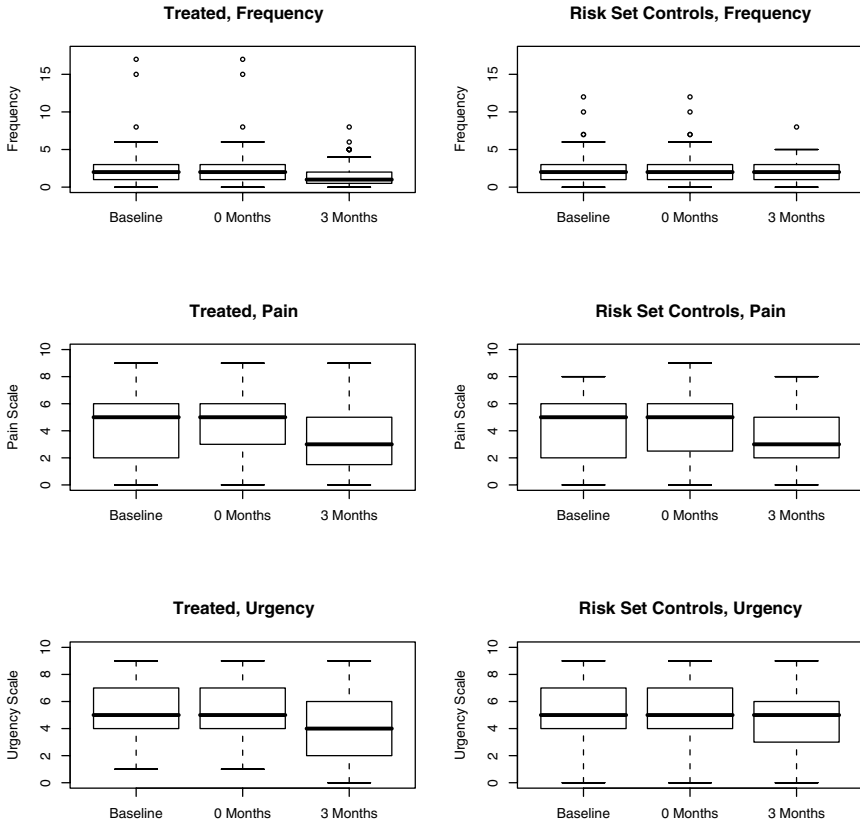 Treated, Frequency
Frequency
15
10
5
0
Baseline 0 Months 3 Months
Risk Set Controls, Frequency
Frequency
15
10
5
0
Baseline 0 Months 3 Months
Treated, Pain
Pain Scale
10
8
6
4
2
0
Baseline 0 Months 3 Months
Risk Set Controls, Pain
Pain Scale
10
8
6
4
2
0
Baseline 0 Months 3 Months
Treated, Urgency
Urgency Scale
10
8
6
4
2
0
Baseline 0 Months 3 Months
Risk Set Controls, Urgency
Urgency Scale
10
8
6
4
2
0
Baseline 0 Months 3 Months